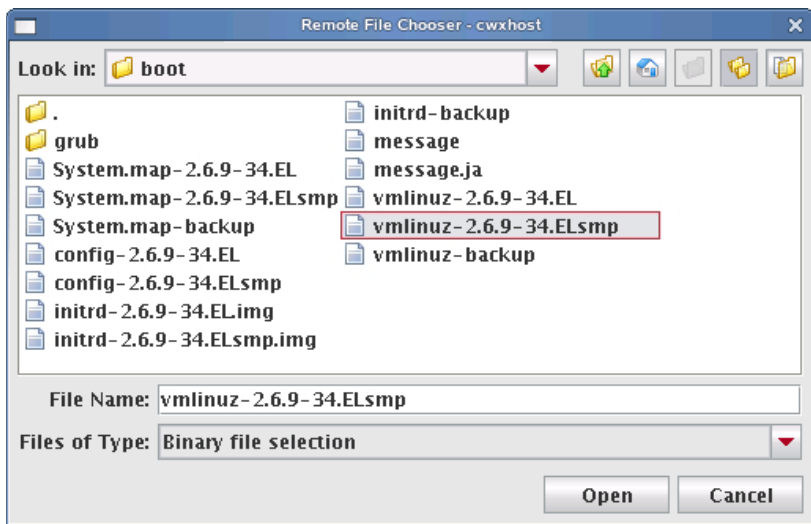 Remote File Chooser - cwxhost
Look in: boot
.
grub
System.map-2.6.9-34.EL
System.map-2.6.9-34.ELsmp
System.map-backup
config-2.6.9-34.EL
config-2.6.9-34.ELsmp
initrd-2.6.9-34.EL.img
initrd-2.6.9-34.ELsmp.img
initrd-backup
message
message.ja
vmlinuz-2.6.9-34.EL
vmlinuz-2.6.9-34.ELsmp
vmlinuz-backup
File Name: vmlinuz-2.6.9-34.ELsmp
Files of Type: Binary file selection
Open Cancel